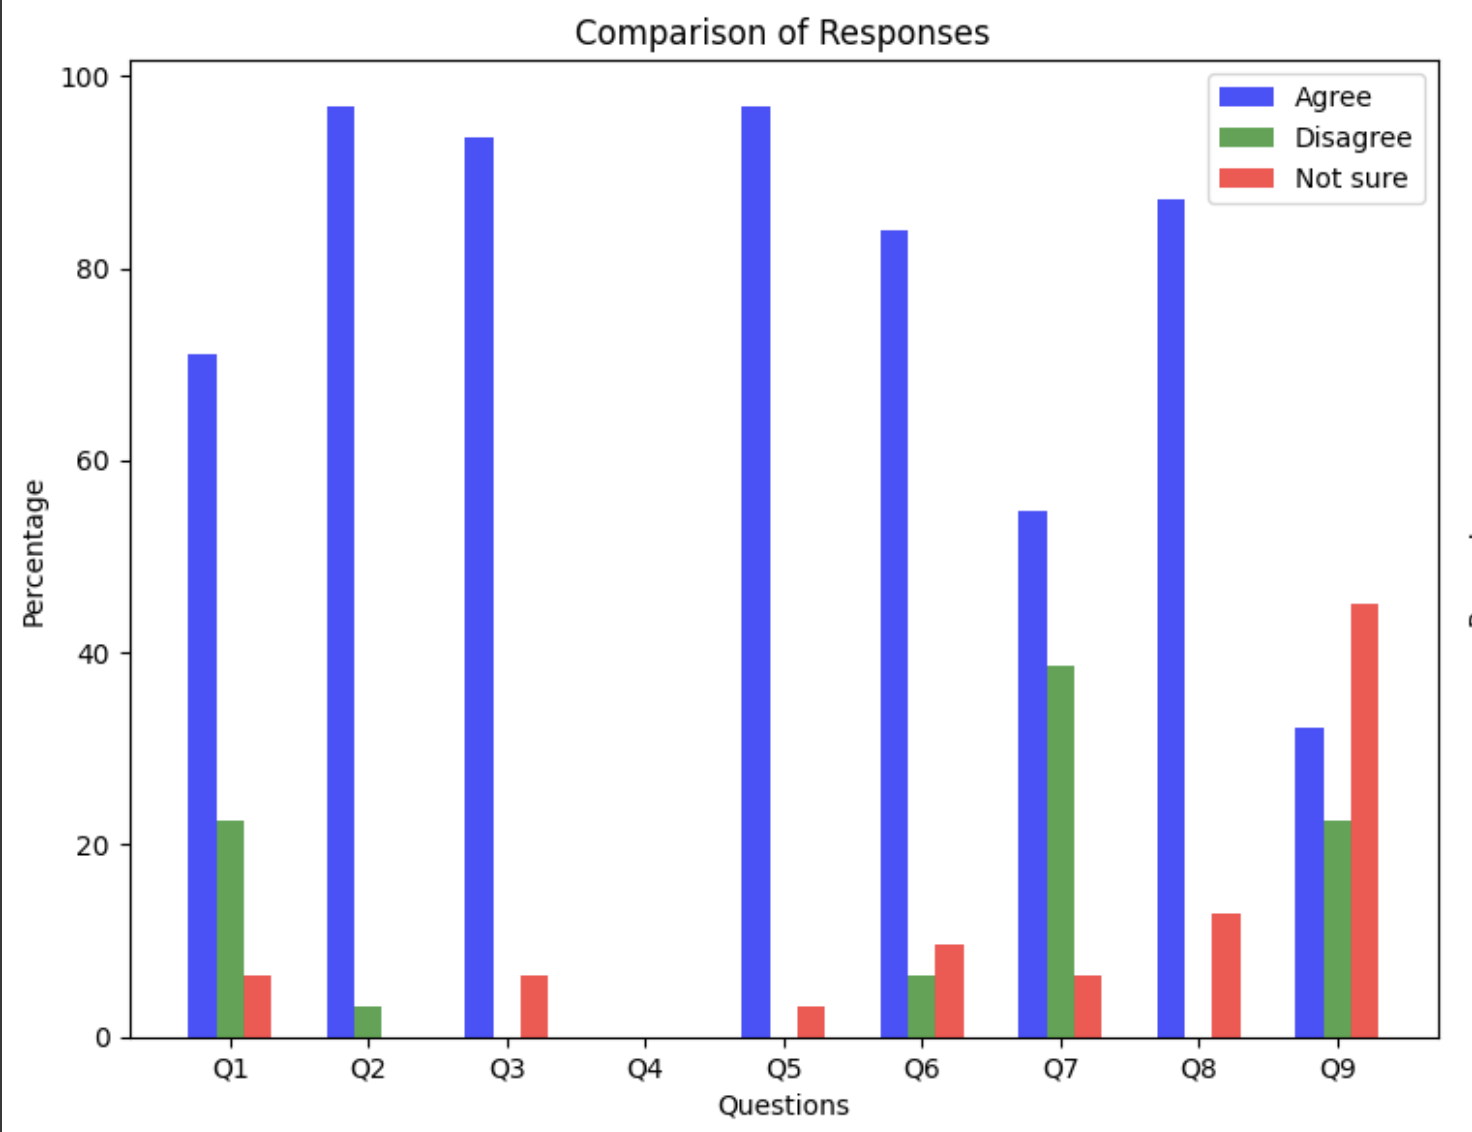 Comparison of Responses
100
80
60
40
20
0
Percentage
Agree
Disagree
Not sure
Q1 Q2 Q3 Q4 Q5 Q6 Q7 Q8 Q9
Questions